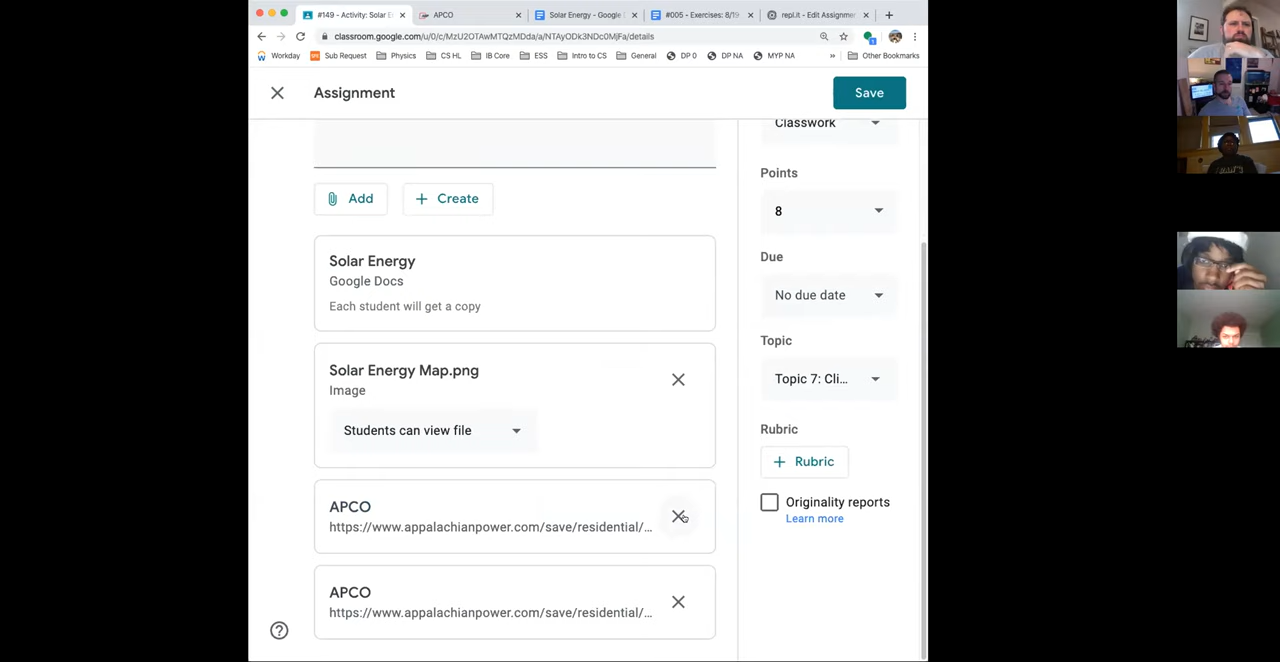 #149 - Activity: Solar E
APCO
Solar Energy - Google D
#005 - Exercises: 8/19
repl.it - Edit Assignme
classroom.google.com/u/0/c/MzU2OTAwMTQzMDda/a/NTAyODk3NDc0MjFa/details
Workday
Sub Request
Physics
CS HL
IB Core
ESS
Intro to CS
General
DP 0
DP NA
MYP NA
Other Bookmarks
Assignment
Save
Classwork
Points
8
Add
Create
Due
No due date
Solar Energy
Google Docs
Each student will get a copy
Topic
Topic 7: Cli...
Solar Energy Map.png
Image
Students can view file
Rubric
Rubric
Originality reports
Learn more
APCO
https://www.appalachianpower.com/save/residential/...
APCO
https://www.appalachianpower.com/save/residential/...